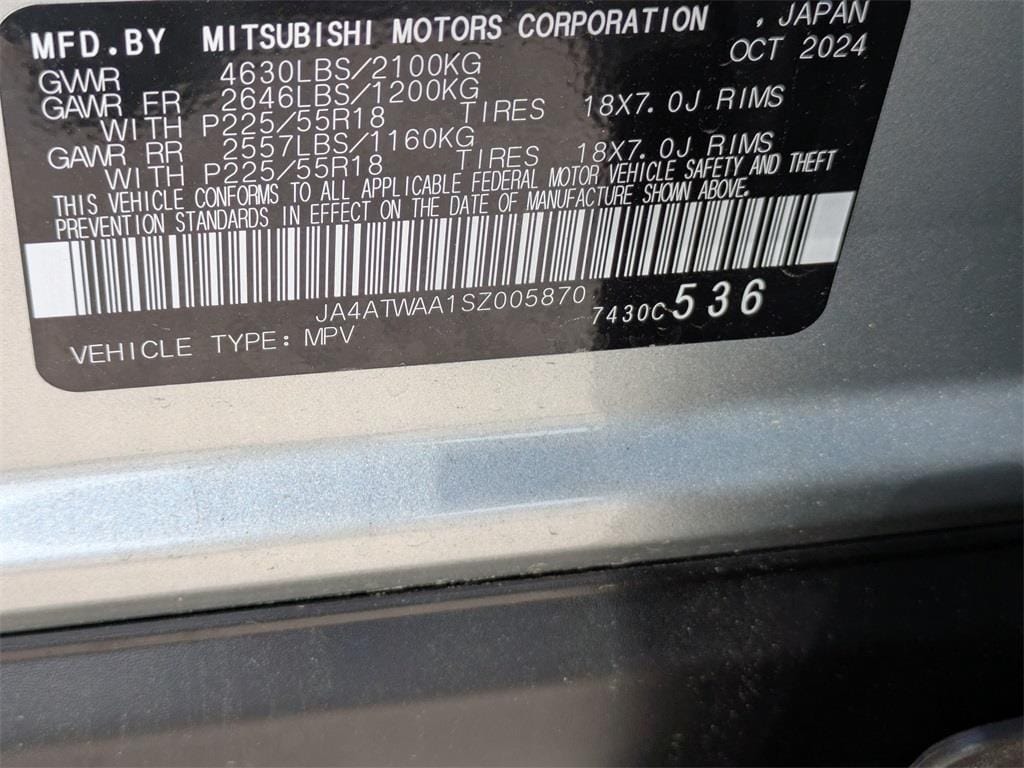 MFD.BY MITSUBISHI MOTORS CORPORATION , JAPAN
OCT 2024
GWWR 4630LBS/2100KG
GAWR FR 2646LBS/1200KG
WITH P225/55R18 TIRES 18X7.0J RIMS
GAWR RR 2557LBS/1160KG
WITH P225/55R18 TIRES 18X7.0J RIMS
THIS VEHICLE CONFORMS TO ALL APPLICABLE FEDERAL MOTOR VEHICLE SAFETY AND THEFT
PREVENTION STANDARDS IN EFFECT ON THE DATE OF MANUFACTURE SHOWN ABOVE.
JA4ATWAA1SZ005870
7430C 536
VEHICLE TYPE: MPV